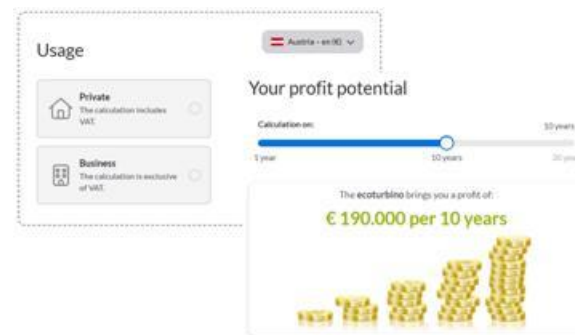 Usage
Austria - en (€)
Private
The calculation includes
VAT.
Business
The calculation is exclusive
of VAT.
Your profit potential
Calculation on:
10 years
1 year
10 years
The ecoturbino brings you a profit of:
€ 190.000 per 10 years